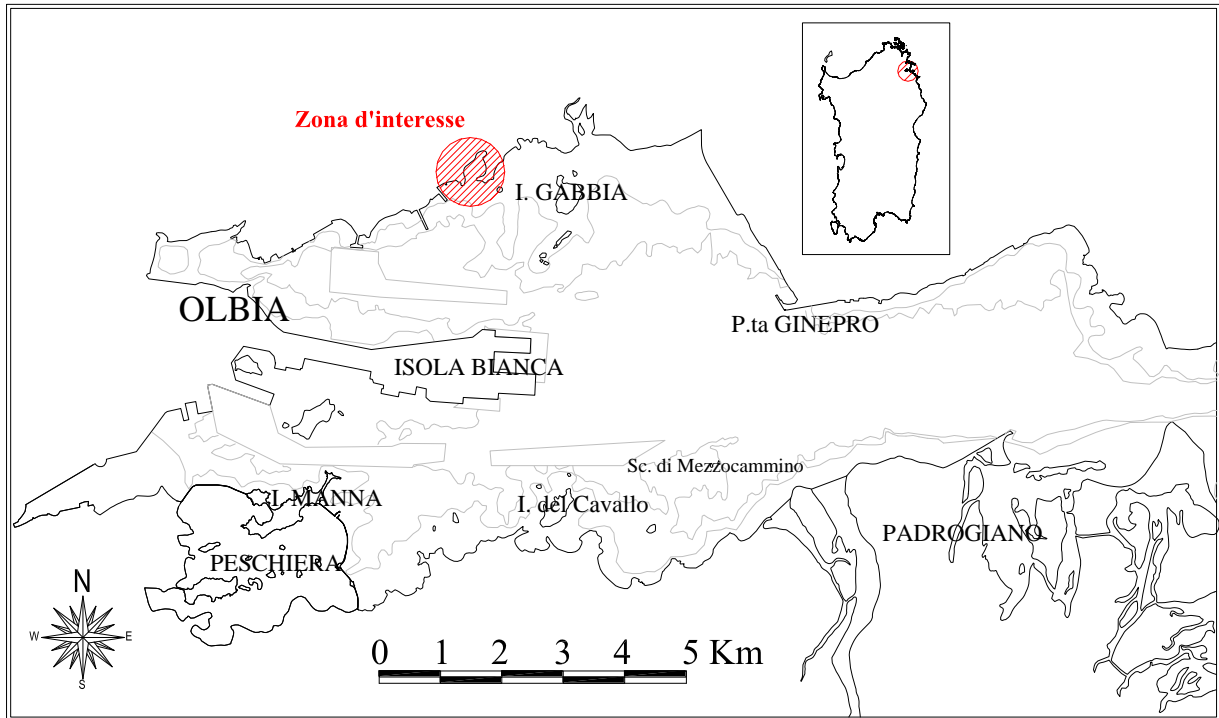 Zona d'interesse
I. GABBIA
OLBIA
P.ta GINEPRO
ISOLA BIANCA
Sc. di Mezzocammino
I. MANNA
I. del Cavallo
PADROGIANO
PESCHIERA
N
W E
S
0 1 2 3 4 5 Km